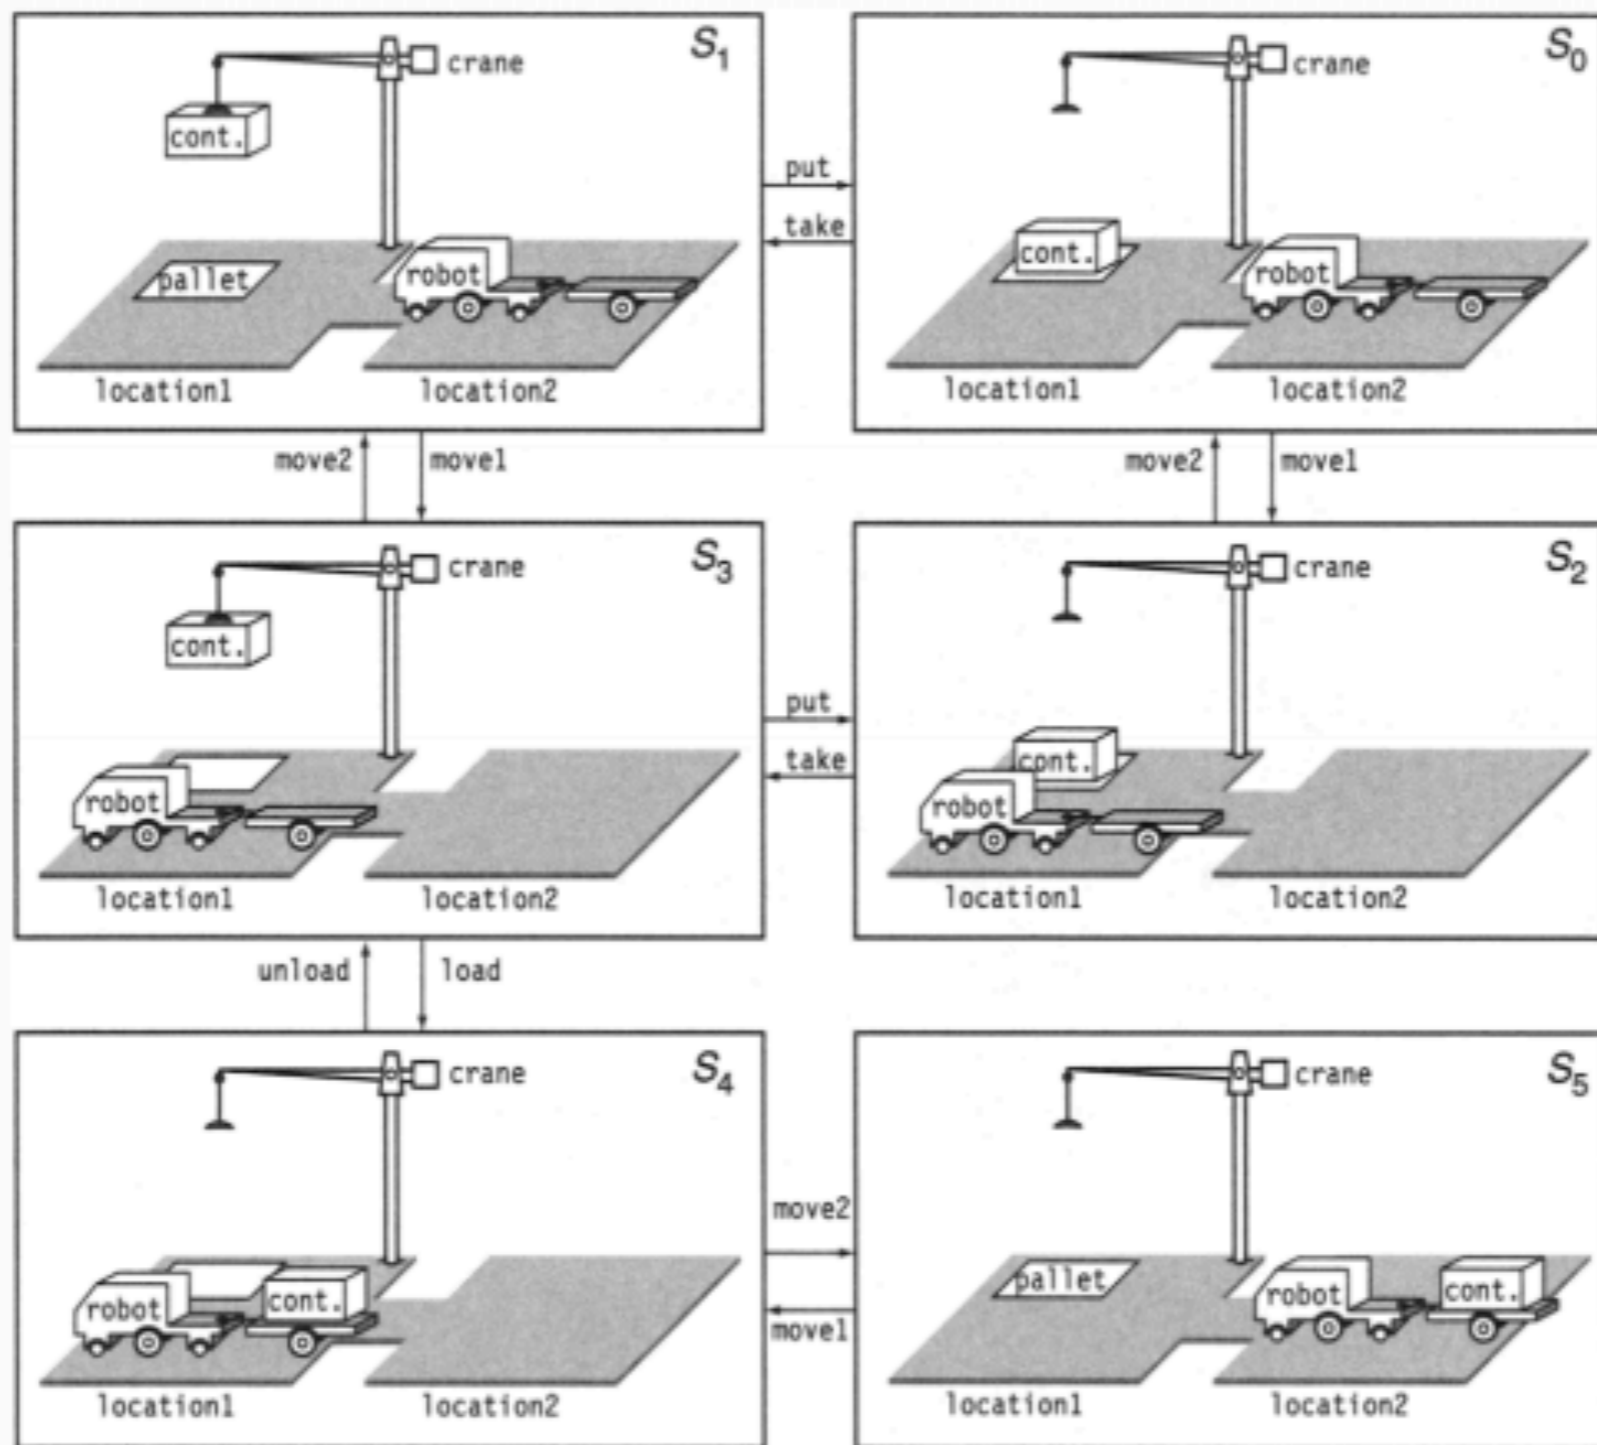 S1
crane
cont.
pallet
robot
location1
location2
put
take
S0
crane
cont.
robot
location1
location2
move2
move1
move2
move1
S3
crane
cont.
robot
location1
location2
put
take
S2
crane
cont.
robot
location1
location2
unload
load
S4
crane
robot
cont.
location1
location2
move2
move1
S5
crane
pallet
robot
cont.
location1
location2